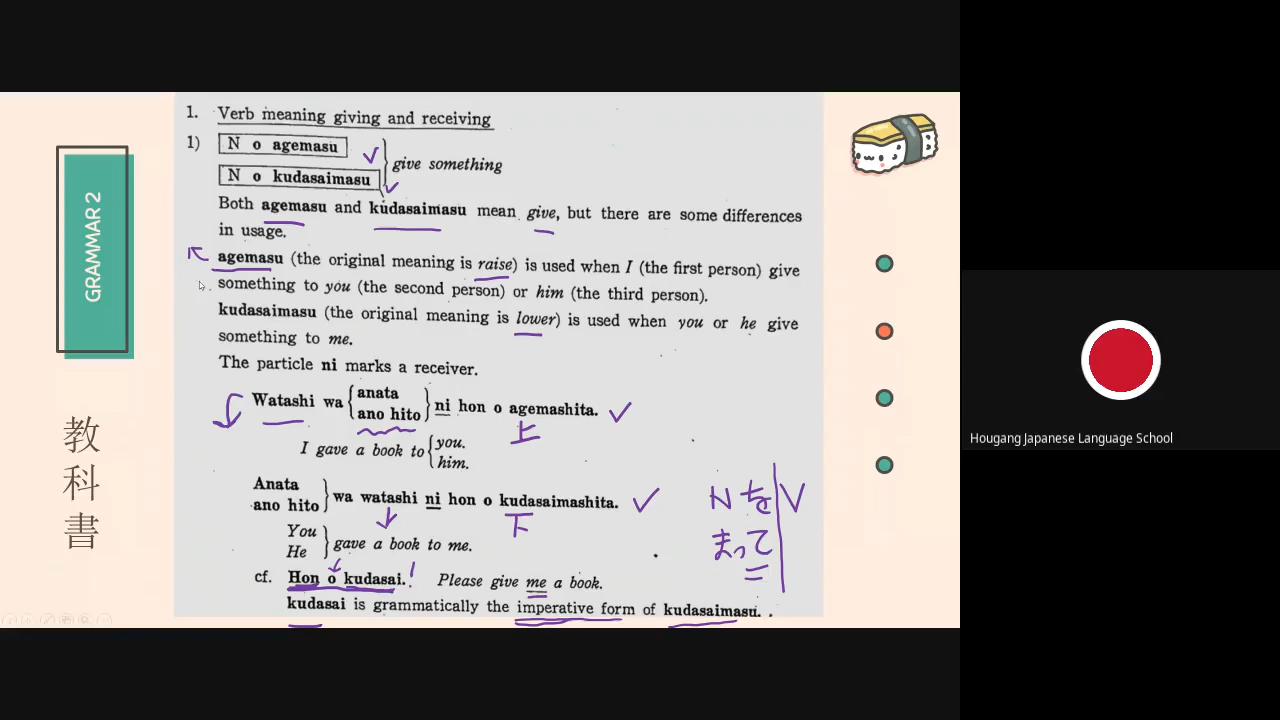 GRAMMAR 2
教科書
1. Verb meaning giving and receiving
1) N o agemasu
N o kudasaimasu
give something
Both agemasu and kudasaimasu mean give, but there are some differences
in usage.
agemasu (the original meaning is raise) is used when I (the first person) give
something to you (the second person) or him (the third person).
kudasaimasu (the original meaning is lower) is used when you or he give
something to me.
The particle ni marks a receiver.
Watashi wa { anata
ano hito } ni hon o agemashita.
上
I gave a book to { you.
him.
Anata
ano hito } wa watashi ni hon o kudasaimashita.
下
You
He } gave a book to me.
cf. Hon o kudasai.! Please give me a book.
kudasai is grammatically the imperative form of kudasaimasu.
Nを V
まって
Hougang Japanese Language School